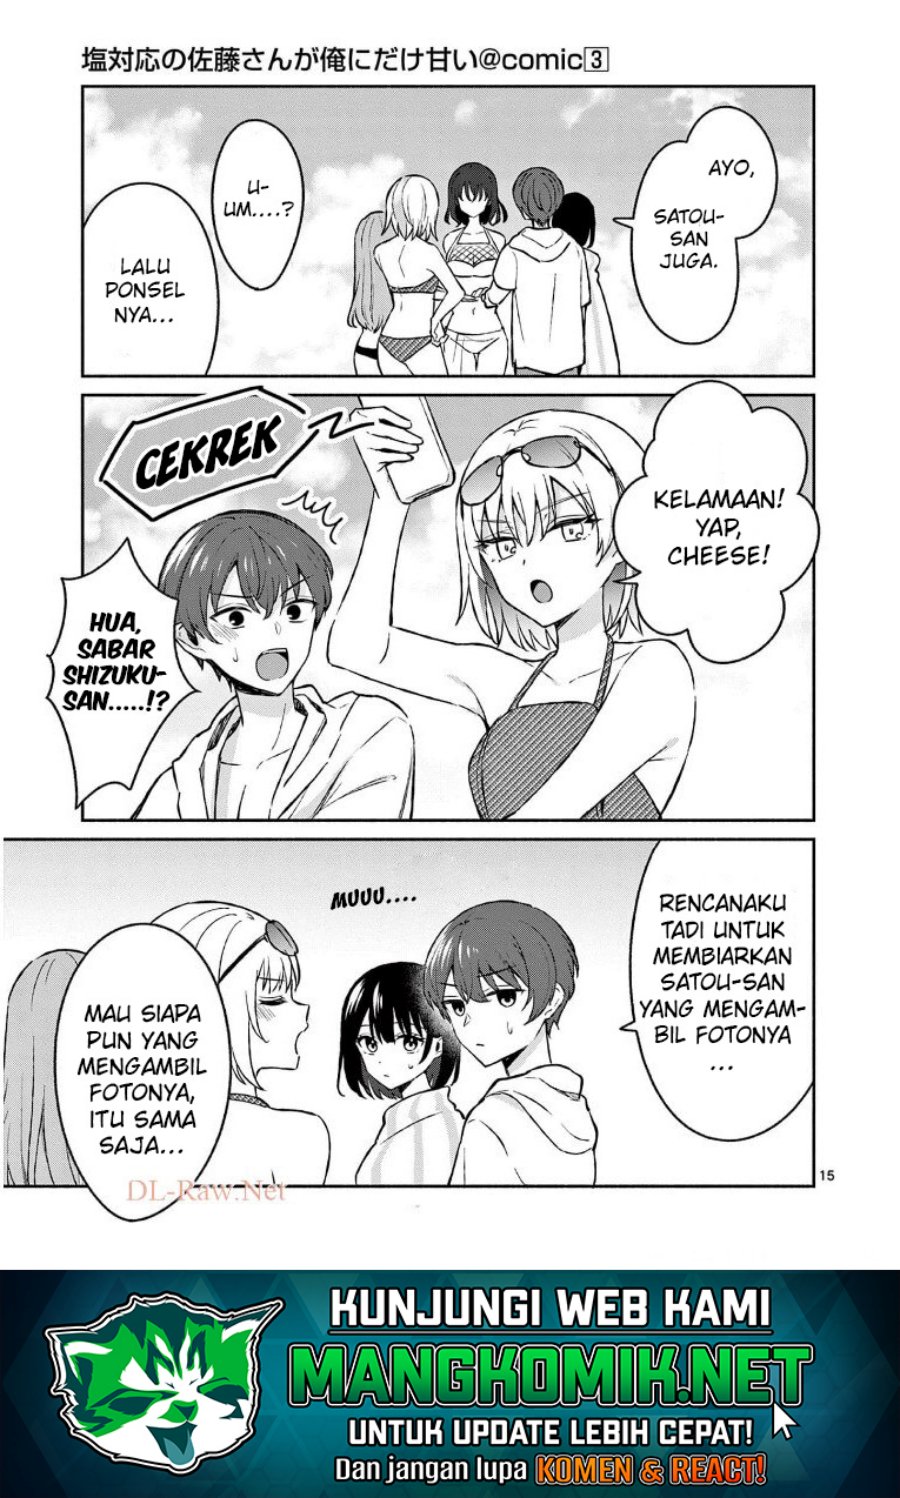 塩対応の佐藤さんが俺にだけ甘い@comic3
AYO,
SATOU-
SAN
JUGA.
U-
UM....?
LALU
PONSEL
NYA...
KELAMAAN!
YAP,
CHEESE!
CEKREK
HUA,
SABAR
SHIZUKU-
SAN.....!?
RENCANAKU
TADI UNTUK
MEMBIARKAN
SATOU-SAN
YANG MENGAM-
BIL FOTONYA
...
MUUU....
MAU SIAPA
PUN YANG
MENGAMBIL
FOTONYA,
ITU SAMA
SAJA...
15
DL-Raw.Net
KUNJUNGI WEB KAMI
MANGKOMIK.NET
UNTUK UPDATE LEBIH CEPAT!
Dan jangan lupa KOMEN & REACT!